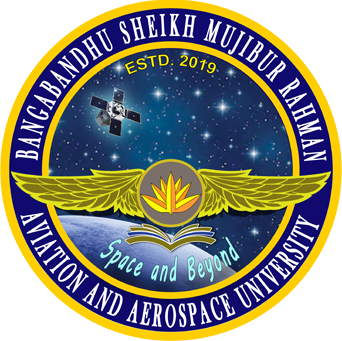 BANGABANDHU SHEIKH MUJIBUR RAHMAN
ESTD. 2019
Space and Beyond
AVIATION AND AEROSPACE UNIVERSITY